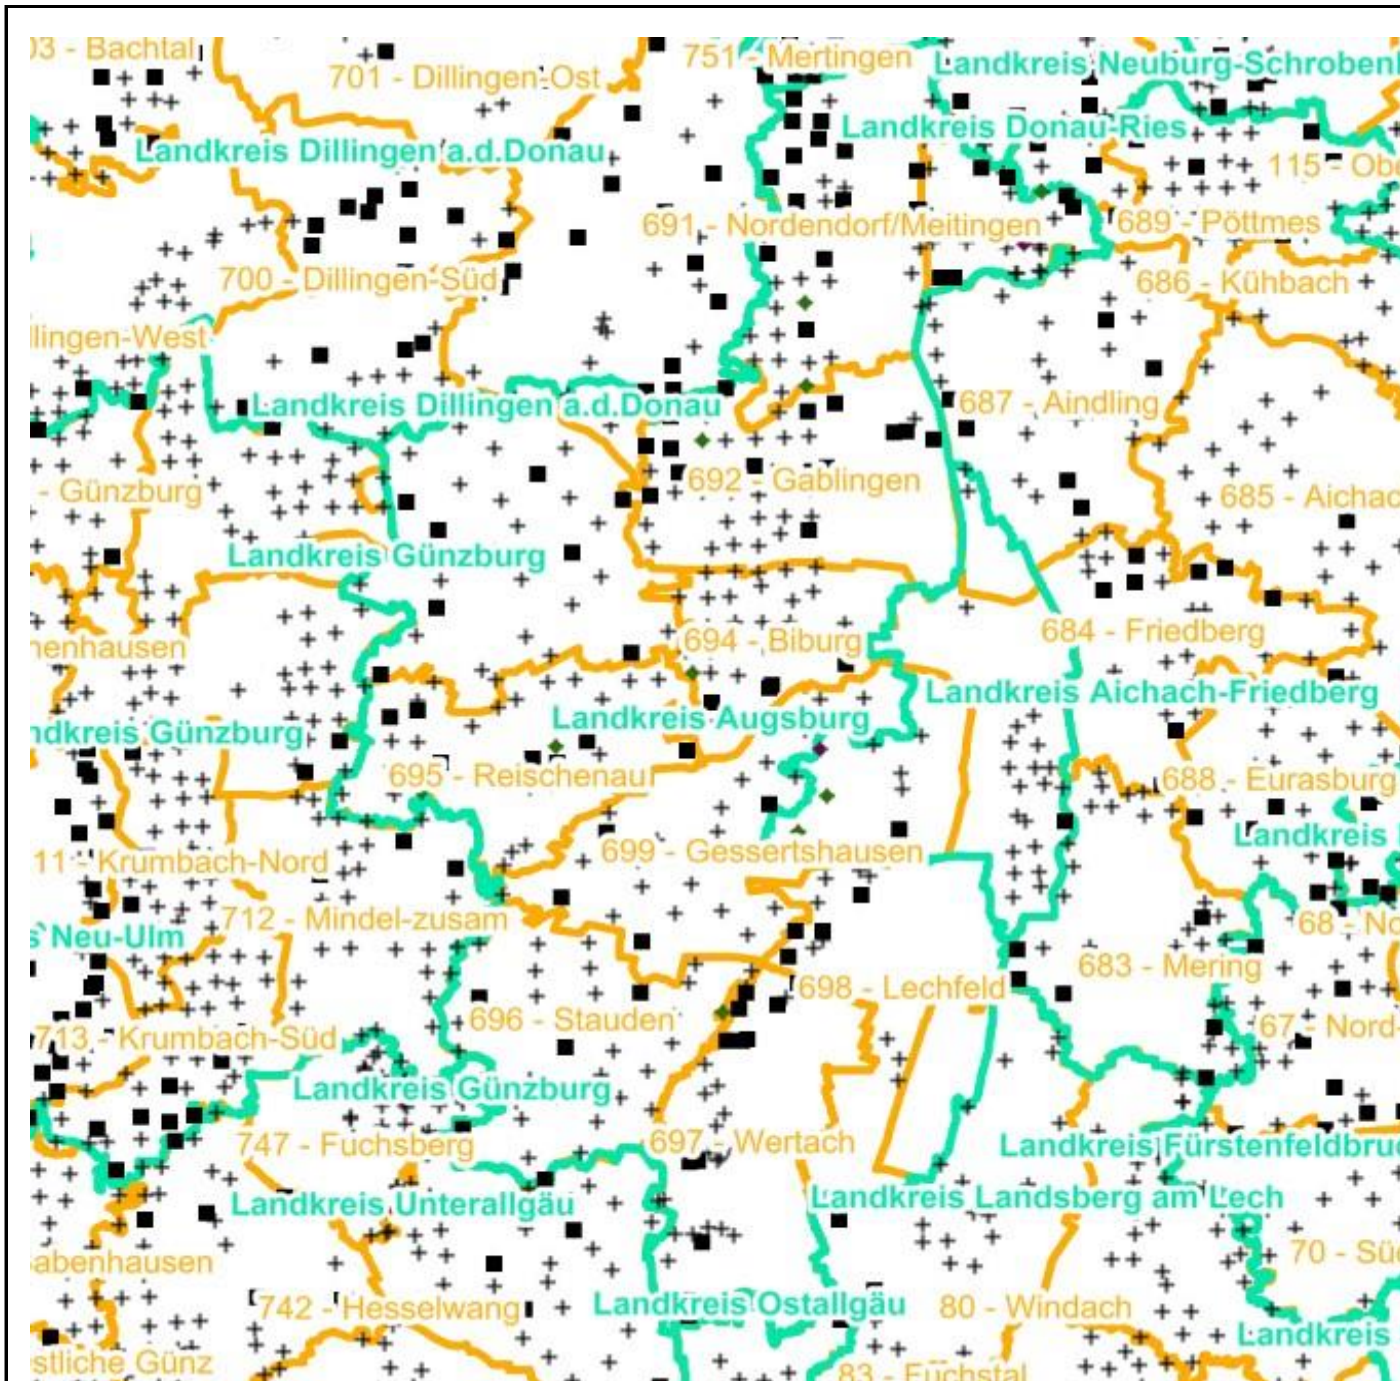 03 - Bachtal
701 - Dillingen-Ost
751 - Mertingen
Landkreis Neuburg-Schroben
Landkreis Donau-Ries
Landkreis Dillingen a.d.Donau
115 - Obe
691 - Nordendorf/Meitingen
689 - Pöttmes
700 - Dillingen-Süd
686 - Kühbach
llingen-West
Landkreis Dillingen a.d.Donau
687 - Aindling
692 - Gablingen
- Günzburg
685 - Aichac
Landkreis Günzburg
694 - Biburg
684 - Friedberg
nenhausen
Landkreis Aichach-Friedberg
Landkreis Augsburg
ndkreis Günzburg
695 - Reischenau
688 - Eurasburg
Landkreis
699 - Gessertshausen
11 - Krumbach-Nord
712 - Mindel-zusam
68 - No
s Neu-Ulm
683 - Mering
698 - Lechfeld
696 - Stauden
67 - Nord
713 - Krumbach-Süd
Landkreis Günzburg
747 - Fuchsberg
697 - Wertach
Landkreis Fürstenfeldbru
Landkreis Unterallgäu
Landkreis Landsberg am Lech
abenhausen
70 - Sü
742 - Hesselwang
Landkreis Ostallgäu
80 - Windach
Landkreis
stliche Günz
83 - Fuchstal